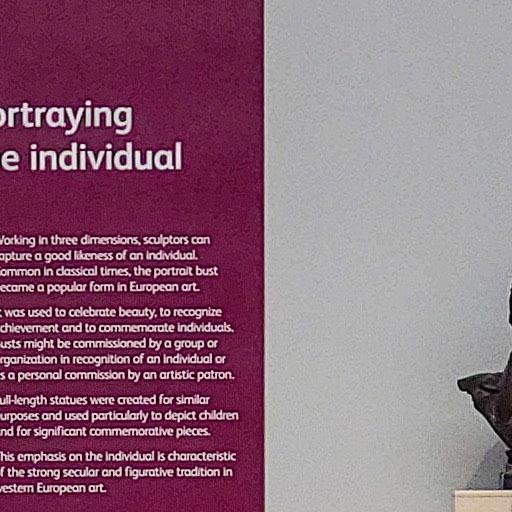 ortraying
e individual
Working in three dimensions, sculptors can
apture a good likeness of an individual.
ommon in classical times, the portrait bust
ecame a popular form in European art.
t was used to celebrate beauty, to recognize
chievement and to commemorate individuals.
usts might be commissioned by a group or
rganization in recognition of an individual or
s a personal commission by an artistic patron.
ull-length statues were created for similar
urposes and used particularly to depict children
nd for significant commemorative pieces.
his emphasis on the individual is characteristic
f the strong secular and figurative tradition in
western European art.